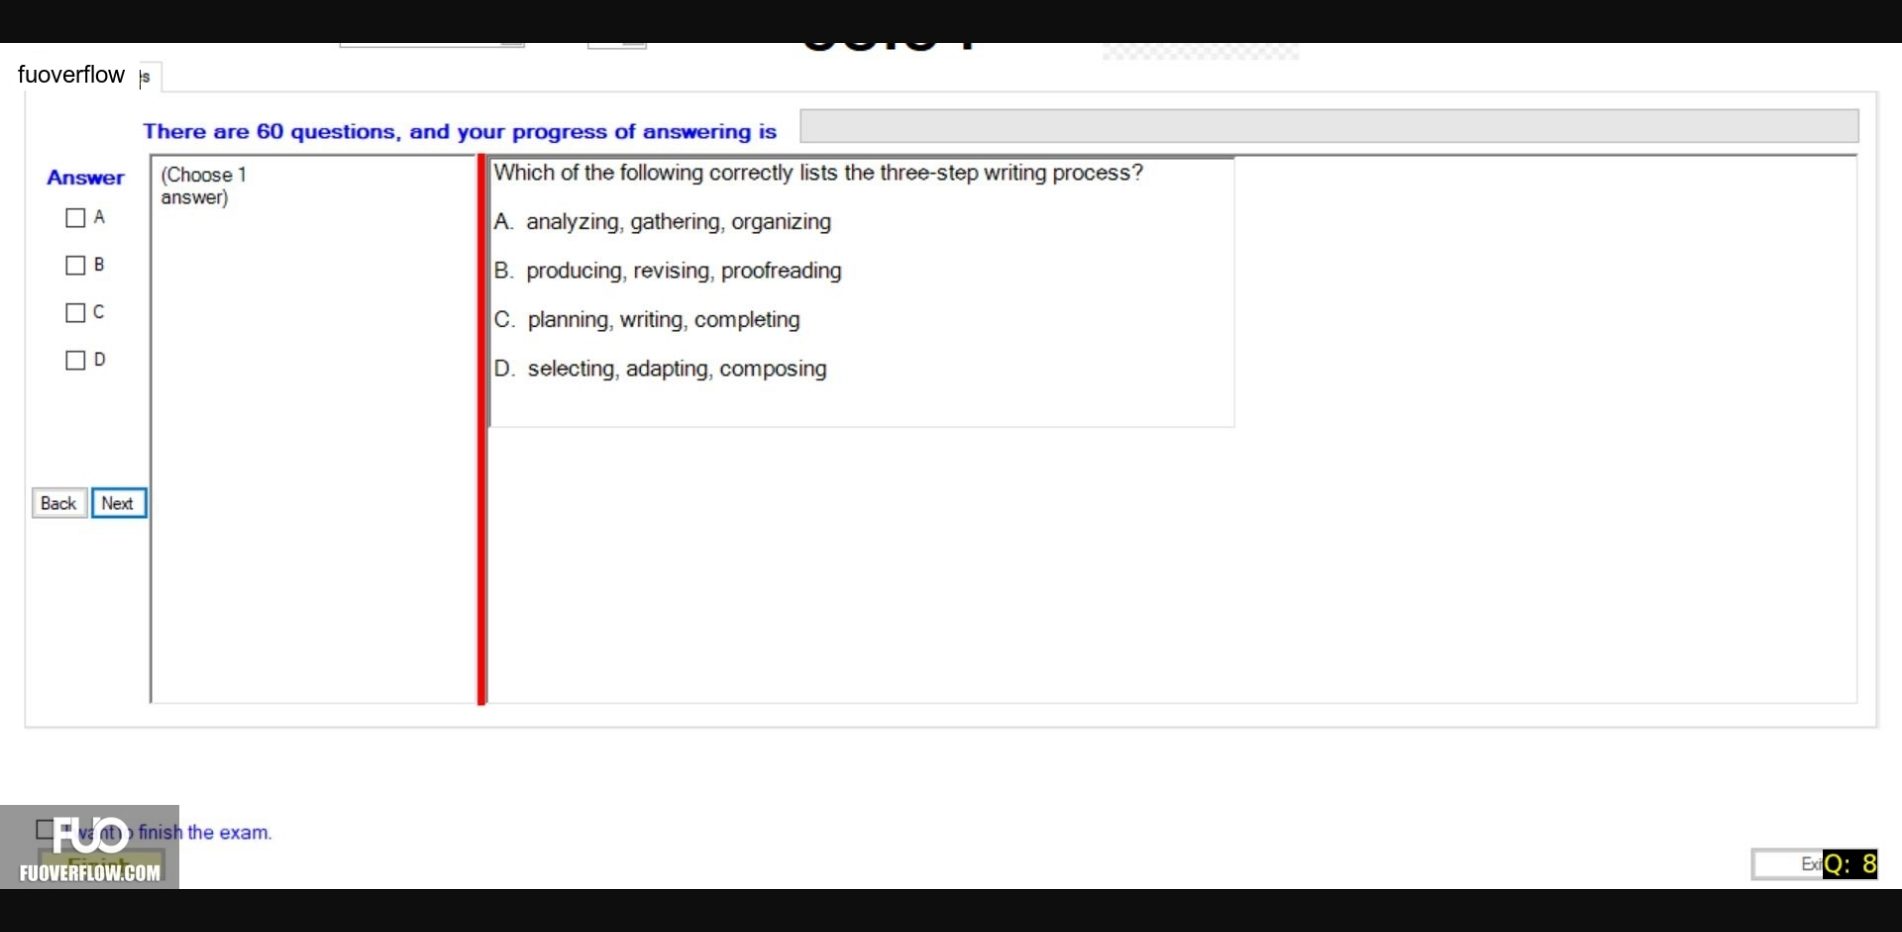 fuoverflow
There are 60 questions, and your progress of answering is
Answer
(Choose 1
answer)
A
B
C
D
Which of the following correctly lists the three-step writing process?
A. analyzing, gathering, organizing
B. producing, revising, proofreading
C. planning, writing, completing
D. selecting, adapting, composing
Back Next
want to finish the exam.
FUO
FUOVERFLOW.COM
Q: 8